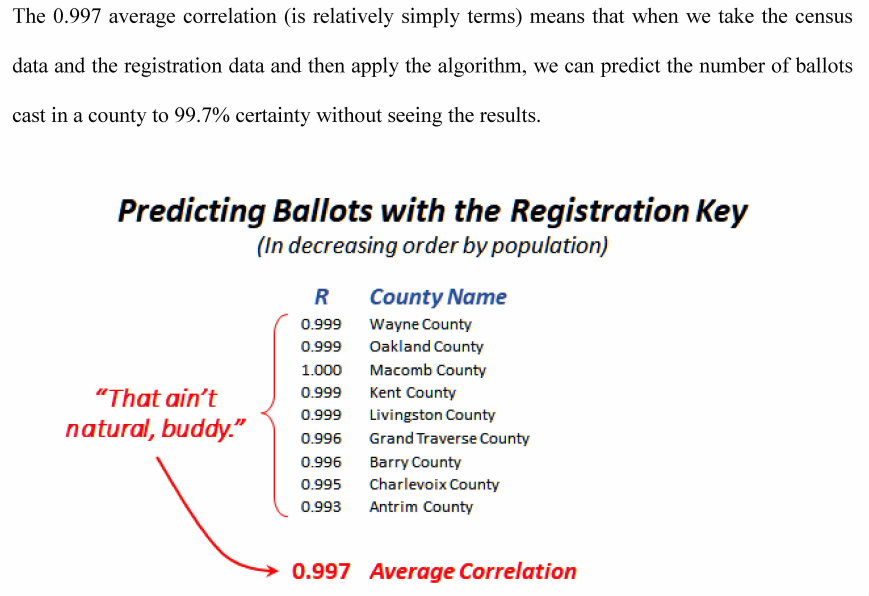 The 0.997 average correlation (is relatively simply terms) means that when we take the census
data and the registration data and then apply the algorithm, we can predict the number of ballots
cast in a county to 99.7% certainty without seeing the results.
Predicting Ballots with the Registration Key
(In decreasing order by population)
R County Name
0.999 Wayne County
0.999 Oakland County
1.000 Macomb County
0.999 Kent County
0.999 Livingston County
0.996 Grand Traverse County
0.996 Barry County
0.995 Charlevoix County
0.993 Antrim County
“That ain’t
natural, buddy.”
0.997 Average Correlation